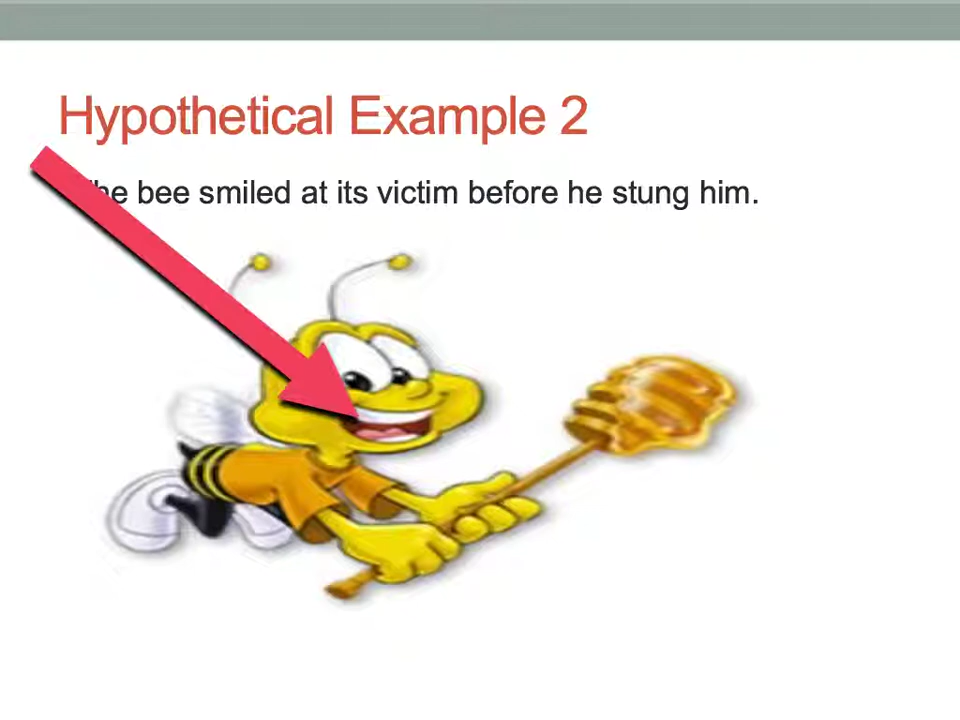 Hypothetical Example 2
he bee smiled at its victim before he stung him.